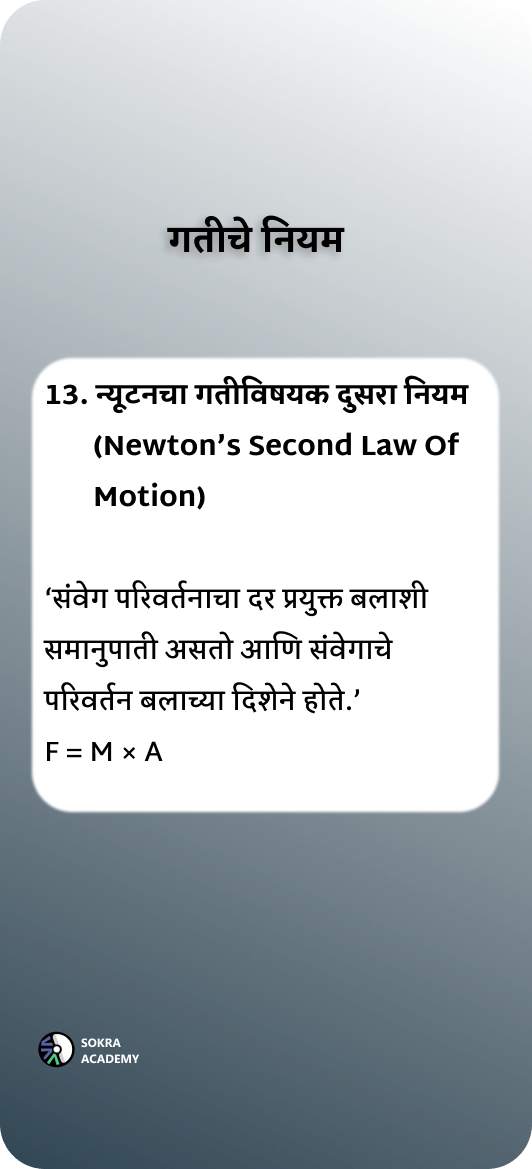 गतीचे नियम
13. न्यूटनचा गतीविषयक दुसरा नियम
(Newton’s Second Law Of
Motion)
‘संवेग परिवर्तनाचा दर प्रयुक्त बलाशी
समानुपाती असतो आणि संवेगाचे
परिवर्तन बलाच्या दिशेने होते.’
F = M × A
SOKRA
ACADEMY